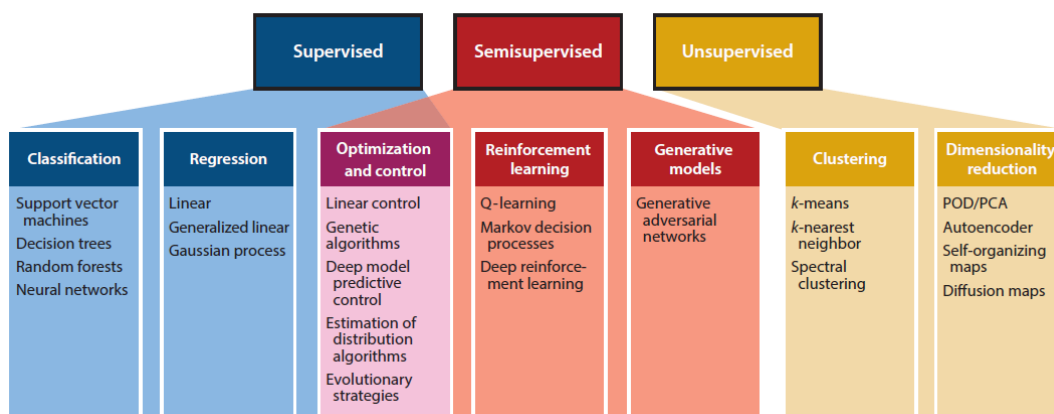 Supervised
Semisupervised
Unsupervised
Classification
Support vector
machines
Decision trees
Random forests
Neural networks
Regression
Linear
Generalized linear
Gaussian process
Optimization
and control
Linear control
Genetic
algorithms
Deep model
predictive
control
Estimation of
distribution
algorithms
Evolutionary
strategies
Reinforcement
learning
Q-learning
Markov decision
processes
Deep reinforce-
ment learning
Generative
models
Generative
adversarial
networks
Clustering
k-means
k-nearest
neighbor
Spectral
clustering
Dimensionality
reduction
POD/PCA
Autoencoder
Self-organizing
maps
Diffusion maps